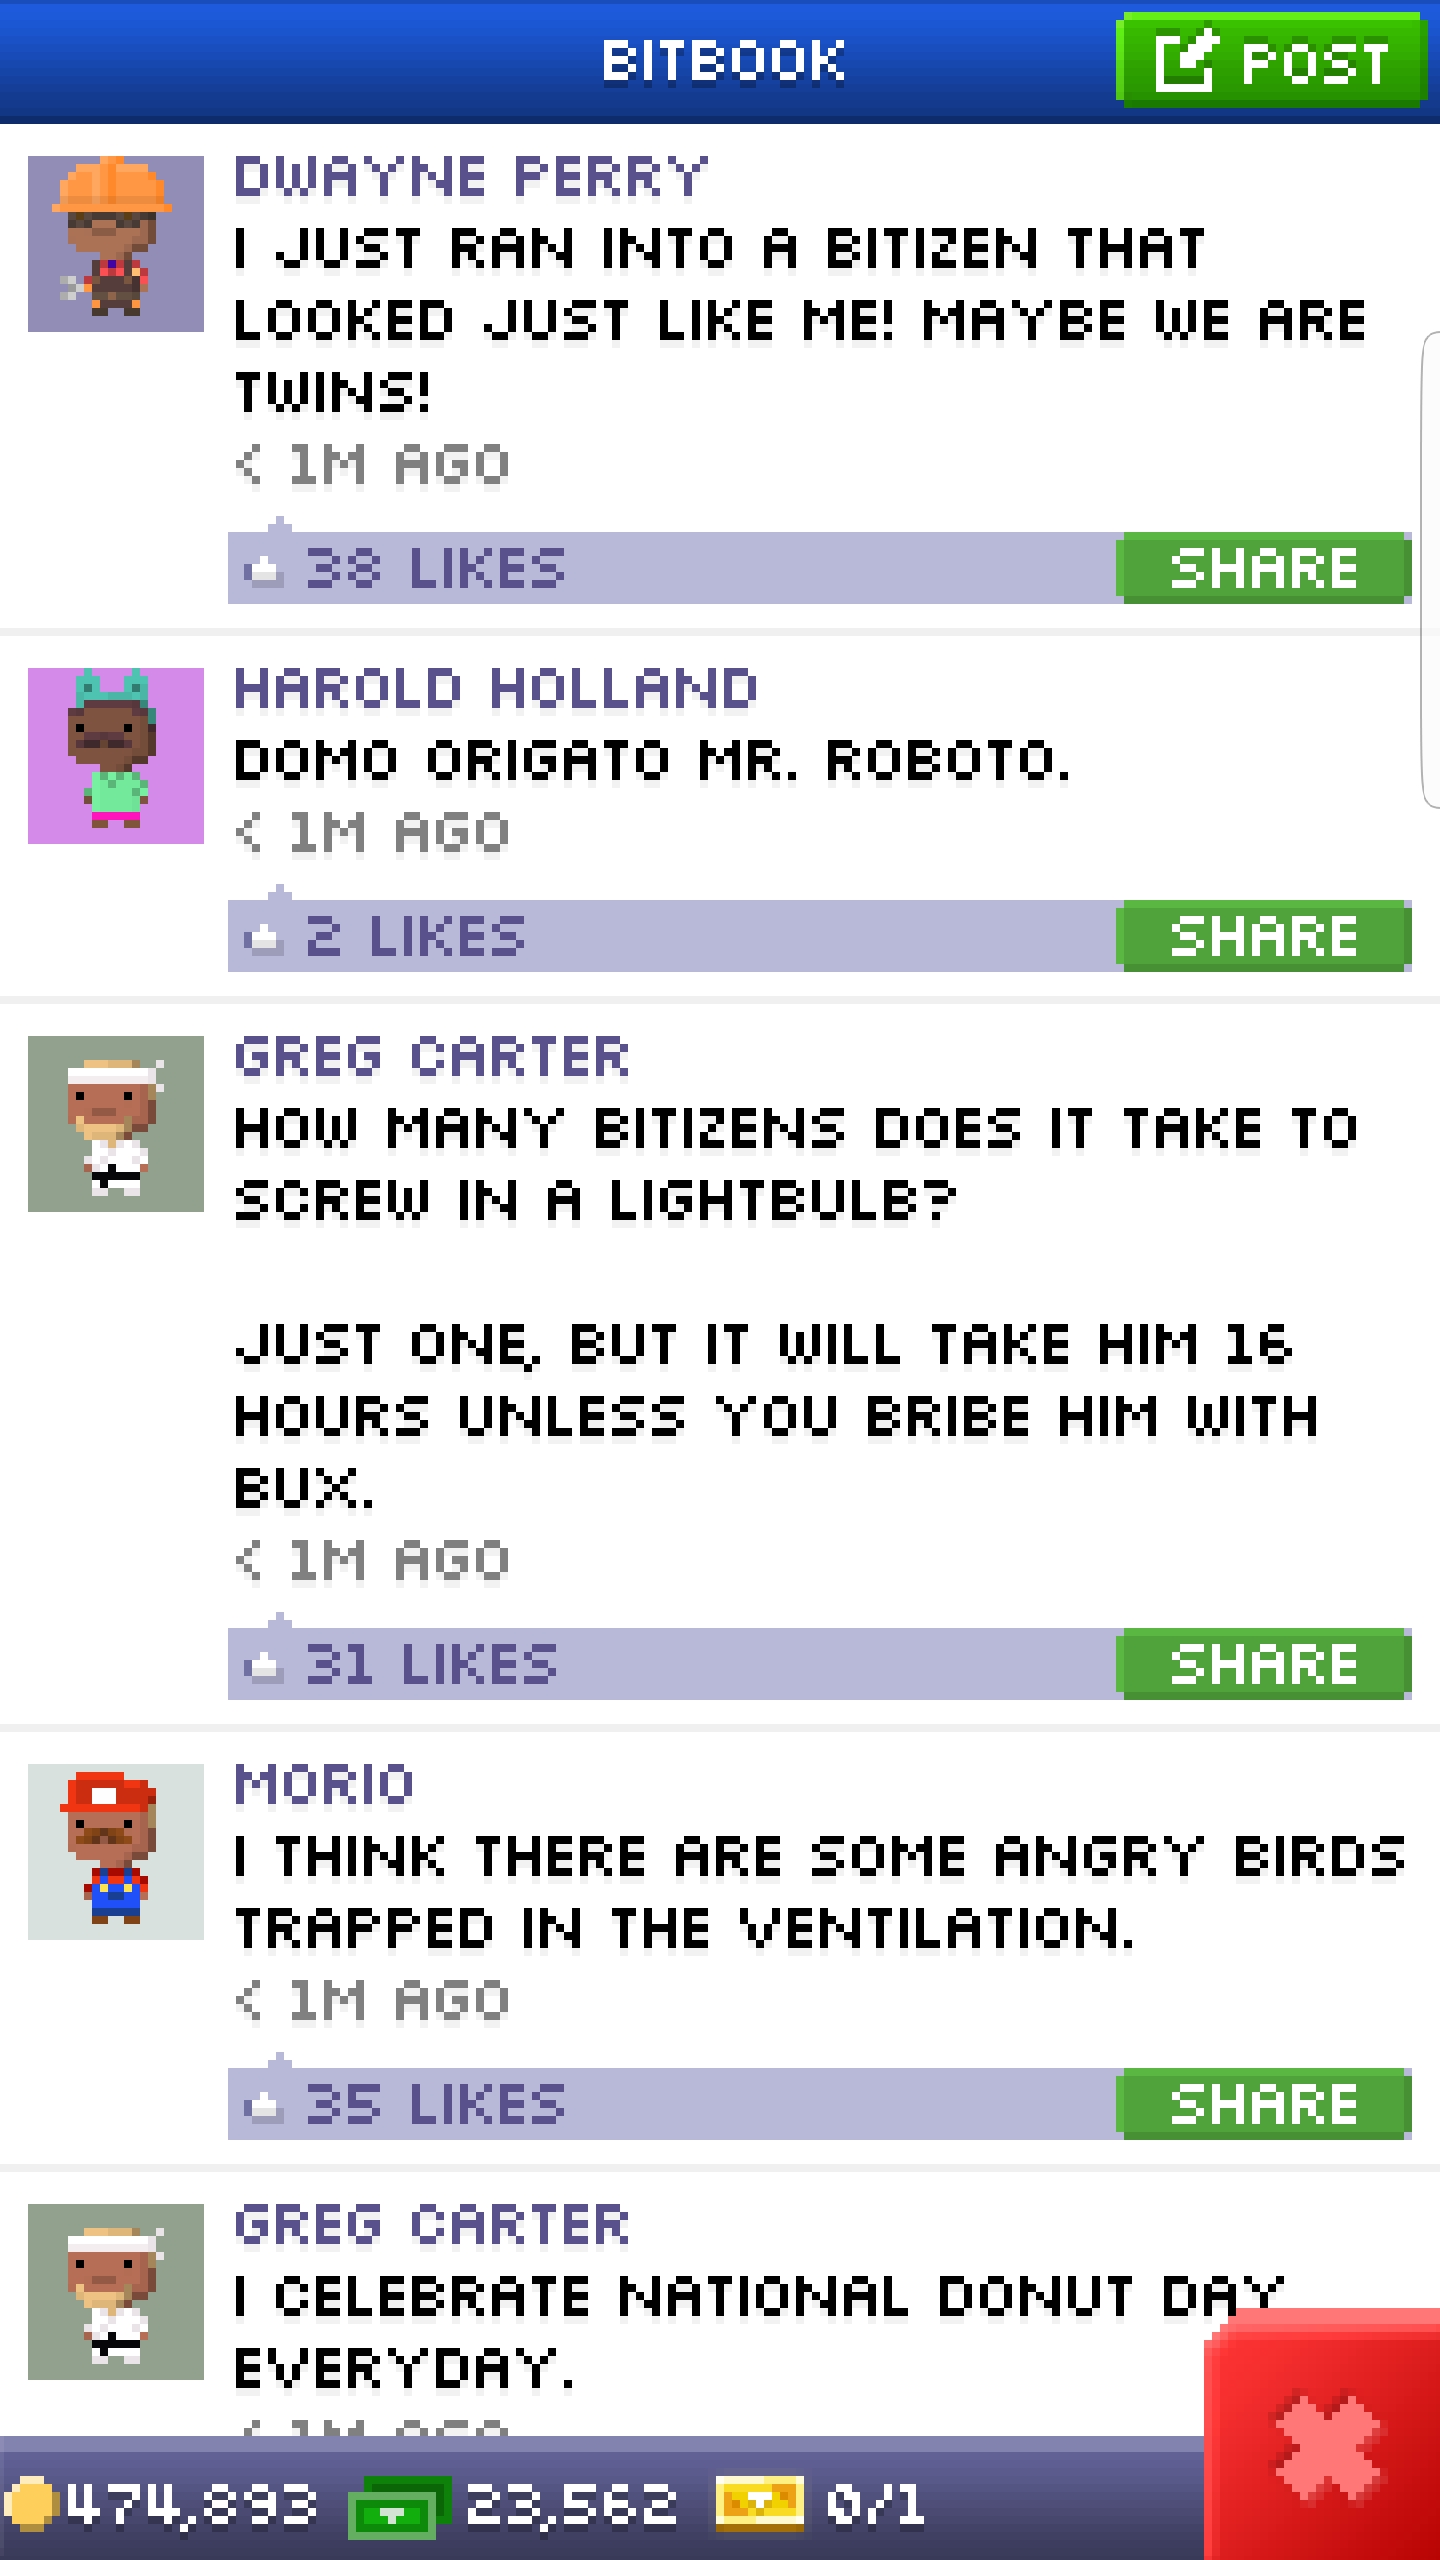 BITBOOK
POST
DWAYNE PERRY
I JUST RAN INTO A BITIZEN THAT
LOOKED JUST LIKE ME! MAYBE WE ARE
TWINS!
< 1M AGO
38 LIKES
SHARE
HAROLD HOLLAND
DOMO ORIGATO MR. ROBOTO.
< 1M AGO
2 LIKES
SHARE
GREG CARTER
HOW MANY BITIZENS DOES IT TAKE TO
SCREW IN A LIGHTBULB?
JUST ONE, BUT IT WILL TAKE HIM 16
HOURS UNLESS YOU BRIBE HIM WITH
BUX.
< 1M AGO
31 LIKES
SHARE
MORIO
I THINK THERE ARE SOME ANGRY BIRDS
TRAPPED IN THE VENTILATION.
< 1M AGO
35 LIKES
SHARE
GREG CARTER
I CELEBRATE NATIONAL DONUT DAY
EVERYDAY.
< 1M AGO
474,893
23,562
0/1